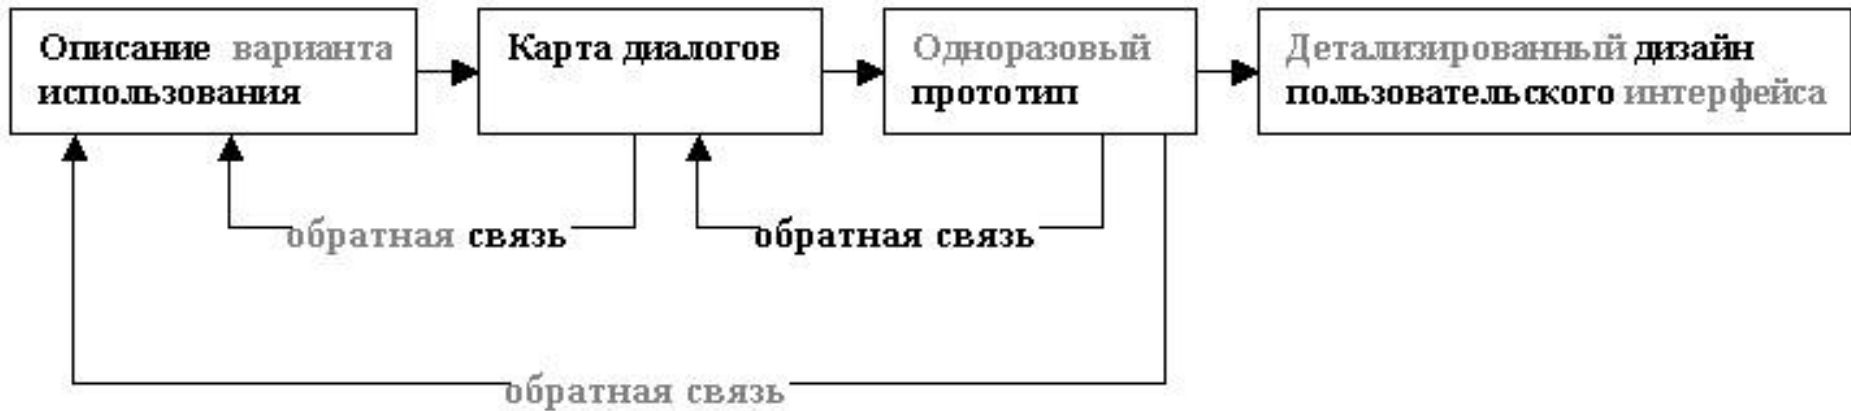 Описание варианта
использования
Карта диалогов
Одноразовый
прототип
Детализированный дизайн
пользовательского интерфейса
обратная связь
обратная связь
обратная связь